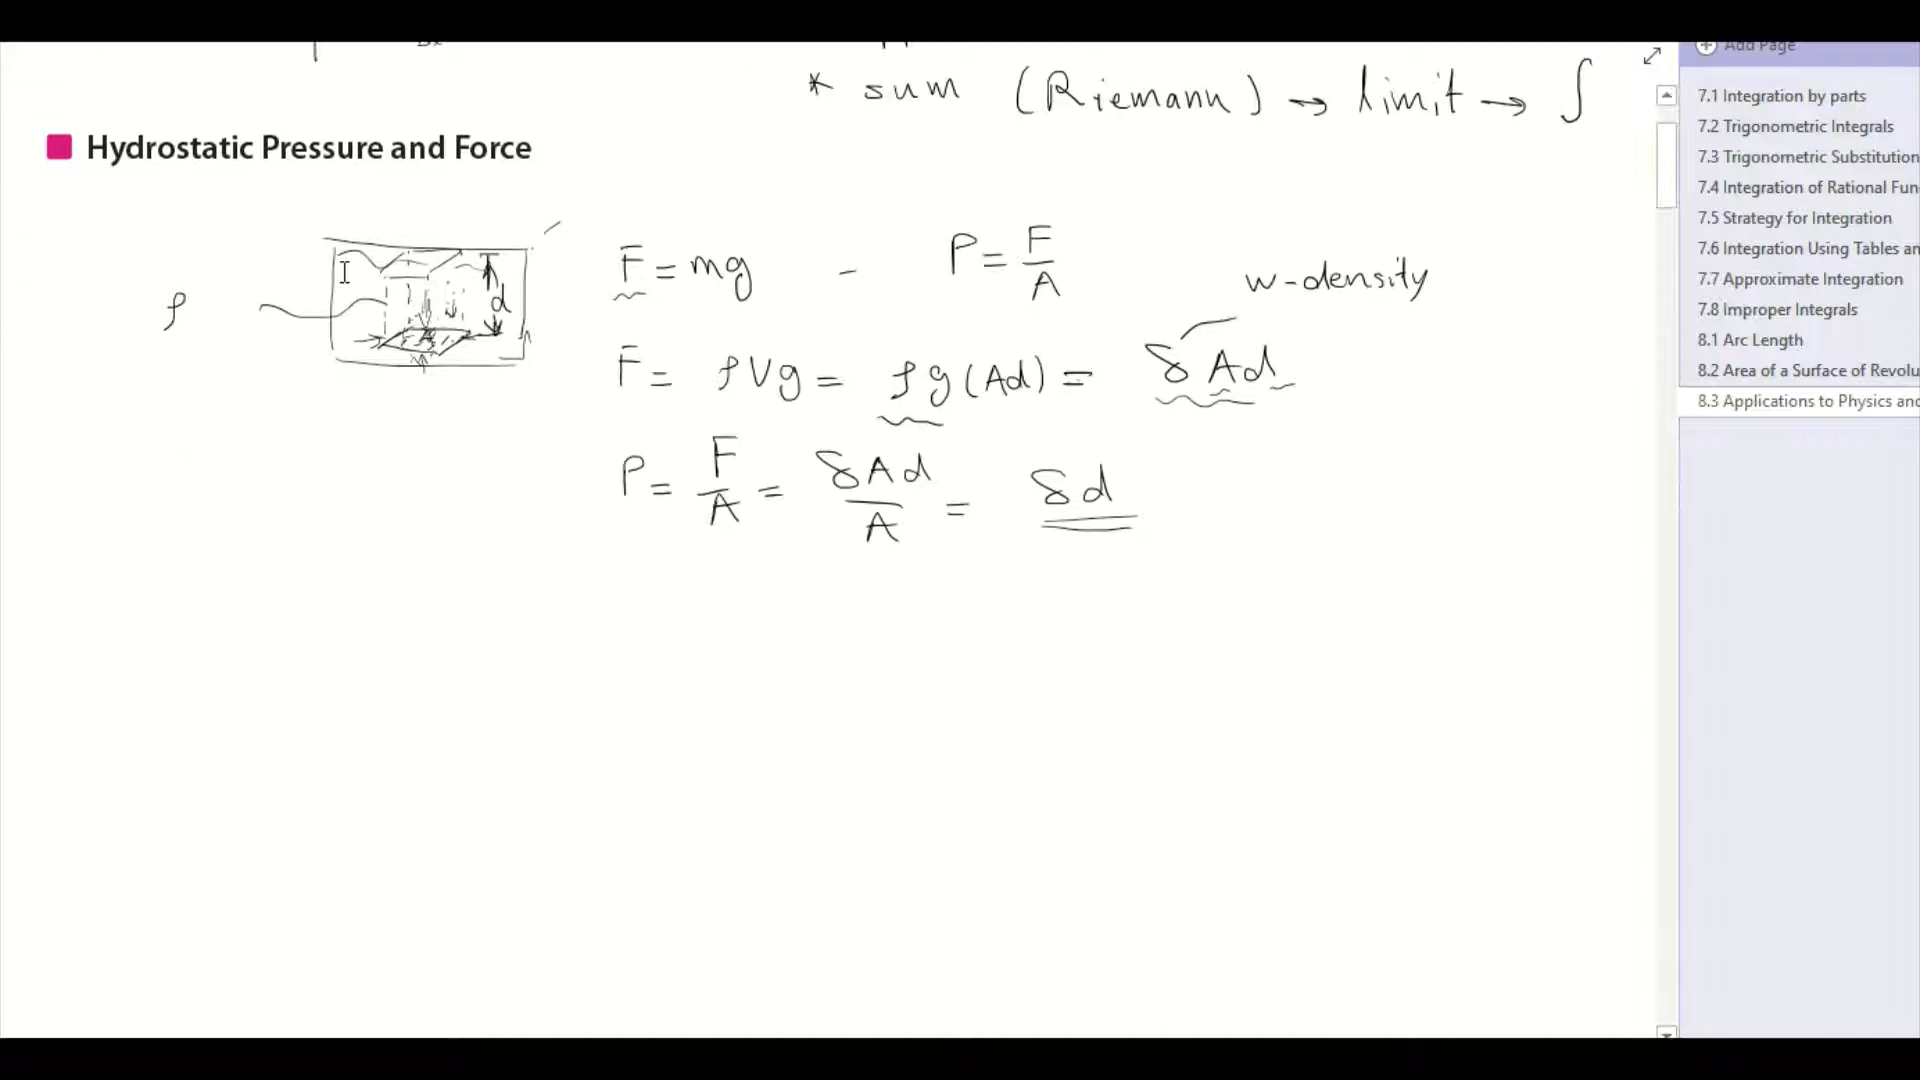 * sum (Riemann) → limit → ∫
Hydrostatic Pressure and Force
F = mg - P = F/A
w-density
ρ
d
A
F = ρVg = ρg(Ad) = δAd
P = F/A = δAd/A = δd
Add Page
7.1 Integration by parts
7.2 Trigonometric Integrals
7.3 Trigonometric Substitution
7.4 Integration of Rational Fun
7.5 Strategy for Integration
7.6 Integration Using Tables an
7.7 Approximate Integration
7.8 Improper Integrals
8.1 Arc Length
8.2 Area of a Surface of Revolu
8.3 Applications to Physics and